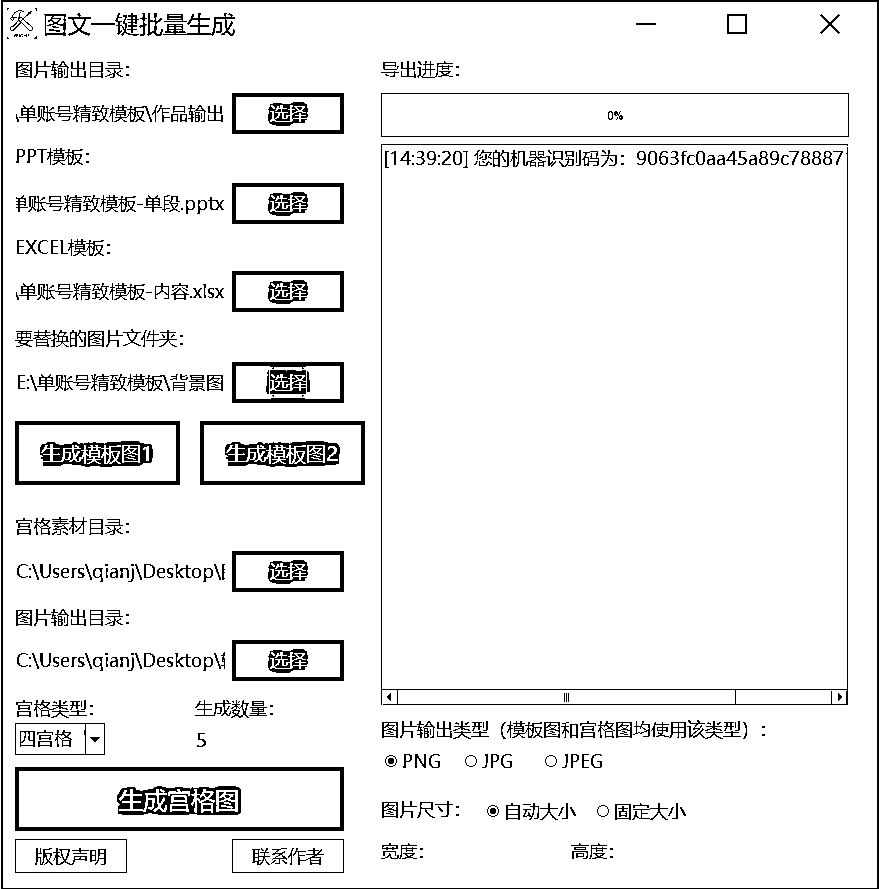 图文一键批量生成
图片输出目录：
\单账号精致模板\作品输出 选择
PPT模板：
单账号精致模板-单段.pptx 选择
EXCEL模板：
\单账号精致模板-内容.xlsx 选择
要替换的图片文件夹：
E:\单账号精致模板\背景图 选择
生成模板图1 生成模板图2
宫格素材目录：
C:\Users\qianj\Desktop\ 选择
图片输出目录：
C:\Users\qianj\Desktop\ 选择
宫格类型： 生成数量：
四宫格 5
生成宫格图
版权声明 联系作者
导出进度：
0%
[14:39:20] 您的机器识别码为：9063fc0aa45a89c78887
图片输出类型（模板图和宫格图均使用该类型）：
PNG JPG JPEG
图片尺寸： 自动大小 固定大小
宽度： 高度：